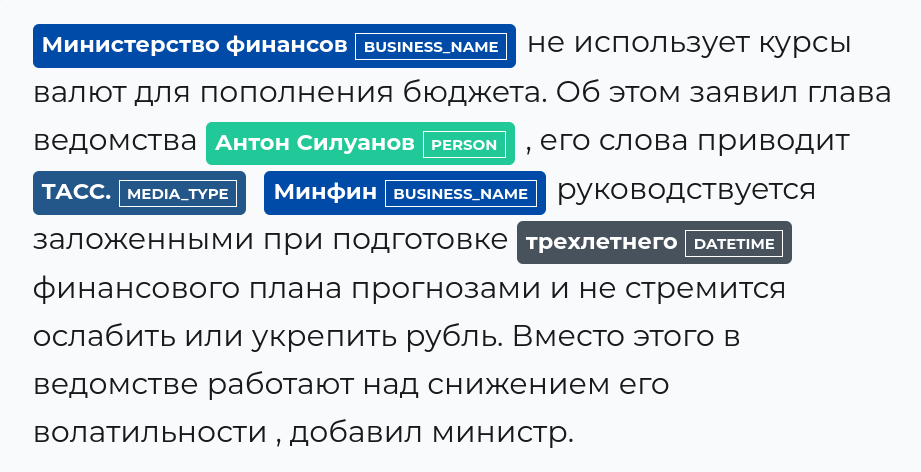 Министерство финансов BUSINESS_NAME не использует курсы
валют для пополнения бюджета. Об этом заявил глава
ведомства Антон Силуанов PERSON , его слова приводит
ТАСС. MEDIA_TYPE Минфин BUSINESS_NAME руководствуется
заложенными при подготовке трехлетнего DATETIME
финансового плана прогнозами и не стремится
ослабить или укрепить рубль. Вместо этого в
ведомстве работают над снижением его
волатильности , добавил министр.